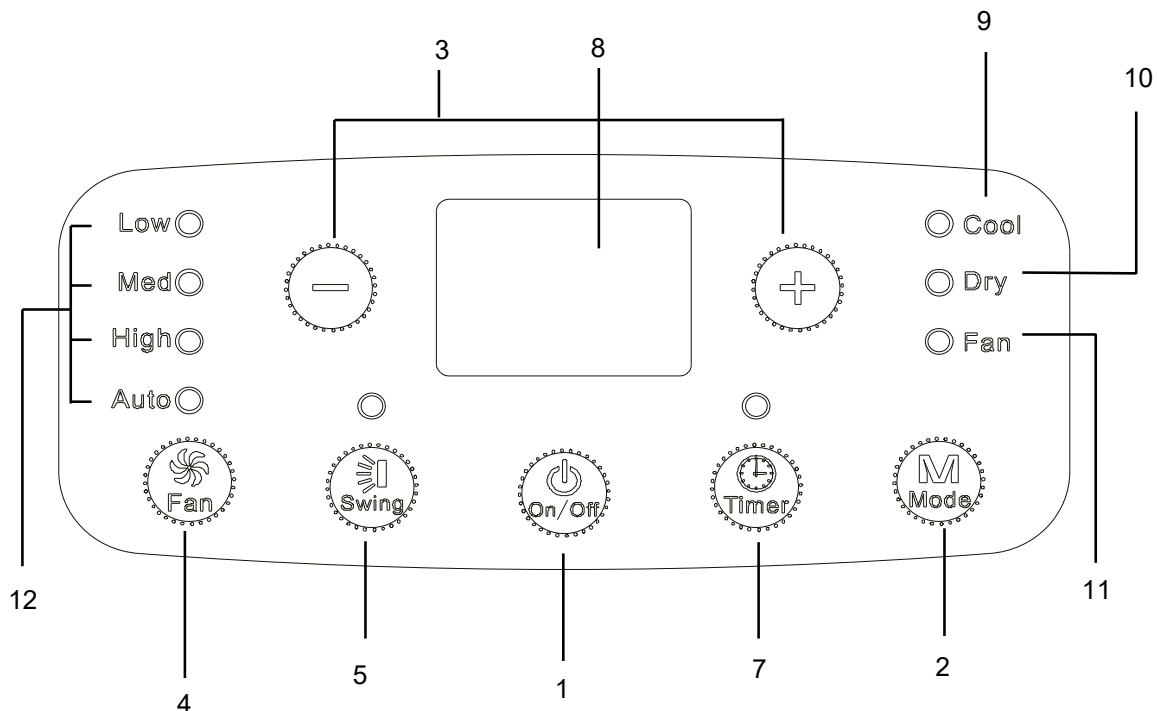 9
3
8
10
Low
Cool
Med
−
+
Dry
High
Fan
Auto
12
Fan
Swing
On/Off
Timer
M
Mode
11
5
7
2
1
4